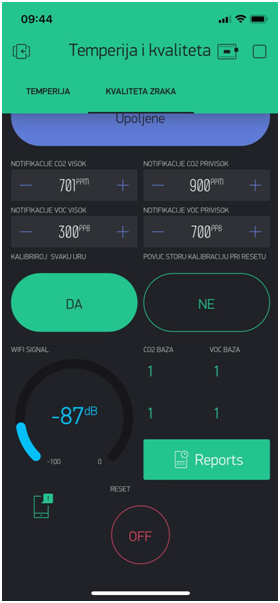 09:44
Temperija i kvaliteta
TEMPERIJA KVALITETA ZRAKA
Upoljene
NOTIFIKACIJE CO2 VISOK NOTIFIKACIJE CO2 PRIVISOK
— 701PPM + — 900PPM +
NOTIFIKACIJE VOC VISOK NOTIFIKACIJE VOC PRIVISOK
— 300PPB + — 700PPB +
KALIBRIROJ SVAKU URU POVUC STORU KALIBRACIJU PRI RESETU
DA NE
WIFI SIGNAL CO2 BAZA VOC BAZA
1 1
-87dB
1 1
-100 0
Reports
RESET
OFF